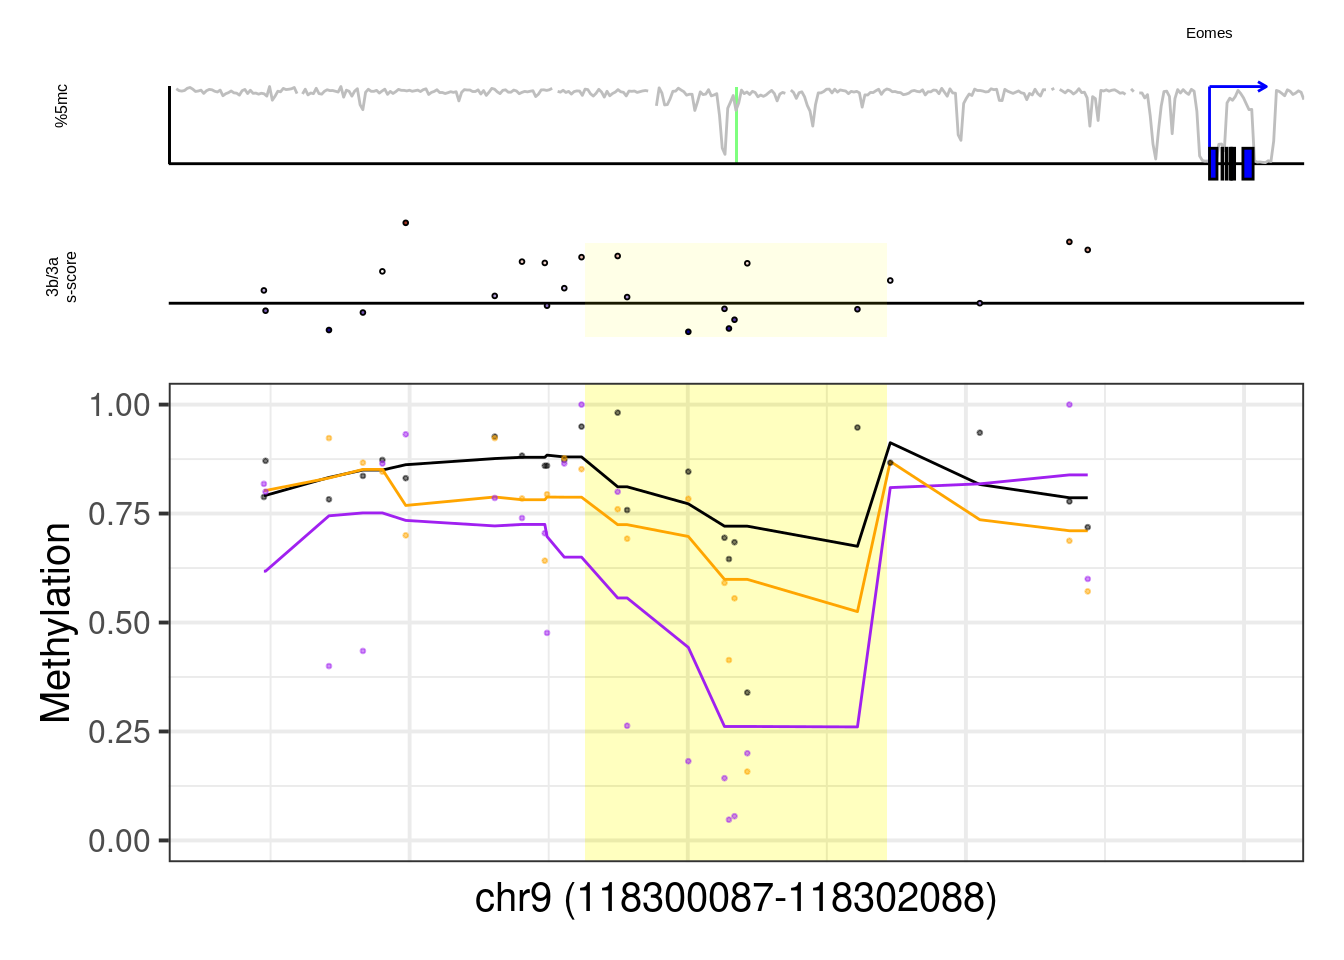 Eomes
%5mc
3b/3a
s-score
1.00
0.75
0.50
0.25
0.00
Methylation
chr9 (118300087-118302088)